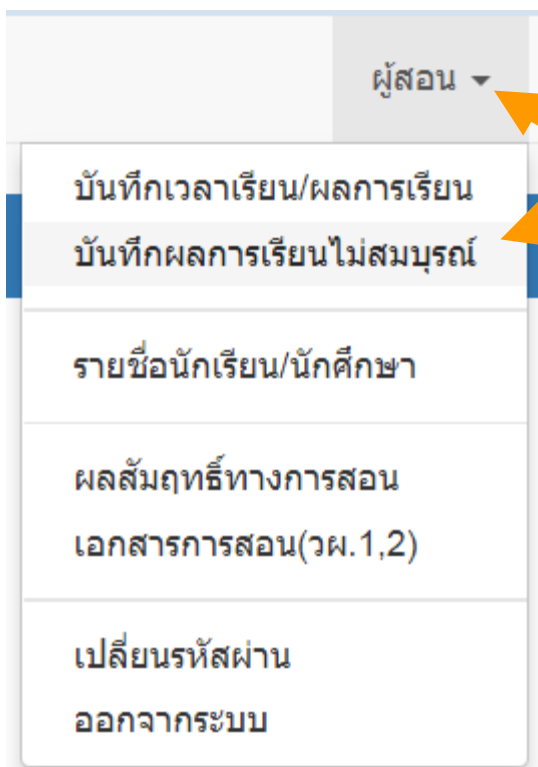 ผู้สอน
บันทึกเวลาเรียน/ผลการเรียน
บันทึกผลการเรียนไม่สมบุรณ์
รายชื่อนักเรียน/นักศึกษา
ผลสัมฤทธิ์ทางการสอน
เอกสารการสอน(วผ.1,2)
เปลี่ยนรหัสผ่าน
ออกจากระบบ